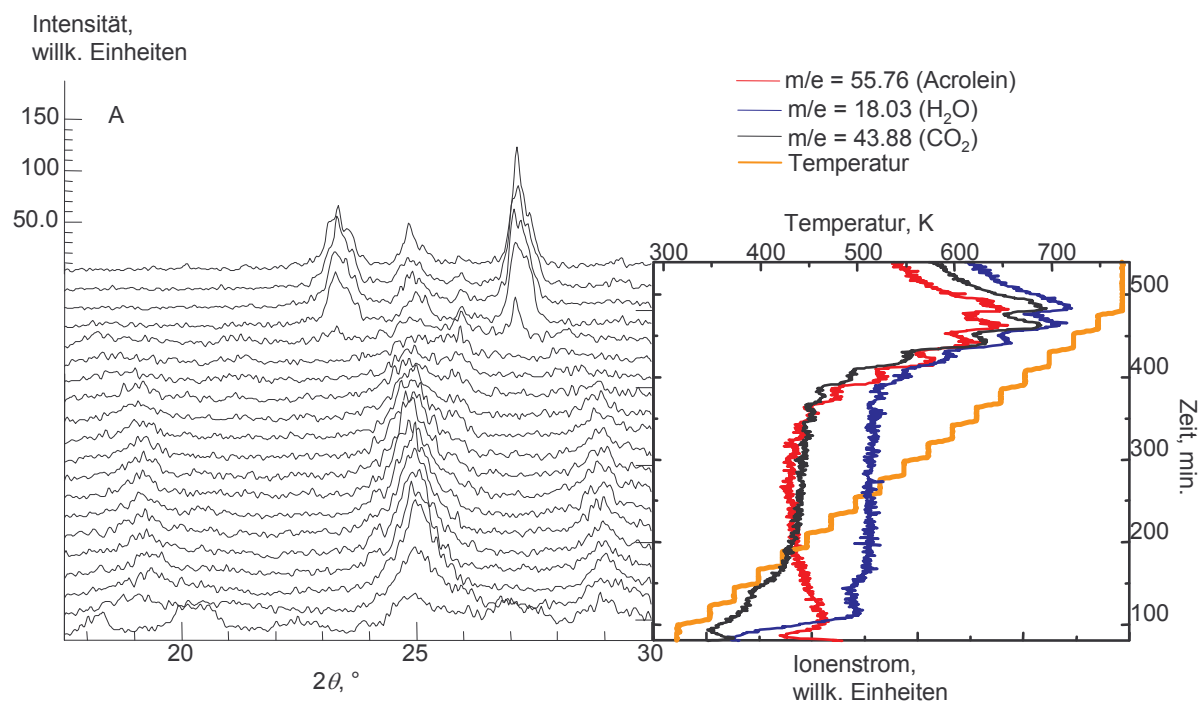 Intensität,
willk. Einheiten
150
100
50.0
A
m/e = 55.76 (Acrolein)
m/e = 18.03 (H₂O)
m/e = 43.88 (CO₂)
Temperatur
Temperatur, K
300 400 500 600 700
500
400
300
200
100
Zeit, min.
20 25 30
2θ, °
Ionenstrom,
willk. Einheiten